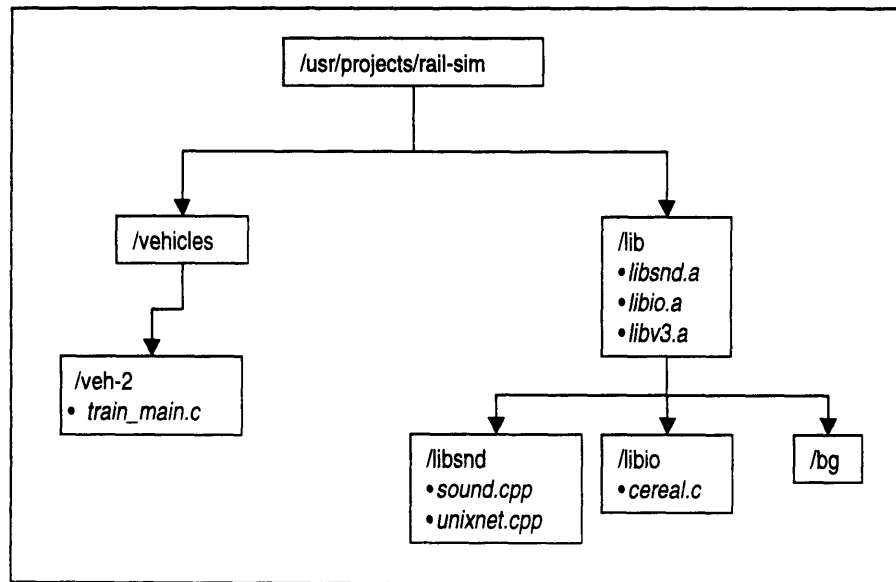 /usr/projects/rail-sim
/vehicles
/lib
• libsnd.a
• libio.a
• libv3.a
/veh-2
• train_main.c
/libsnd
• sound.cpp
• unixnet.cpp
/libio
• cereal.c
/bg